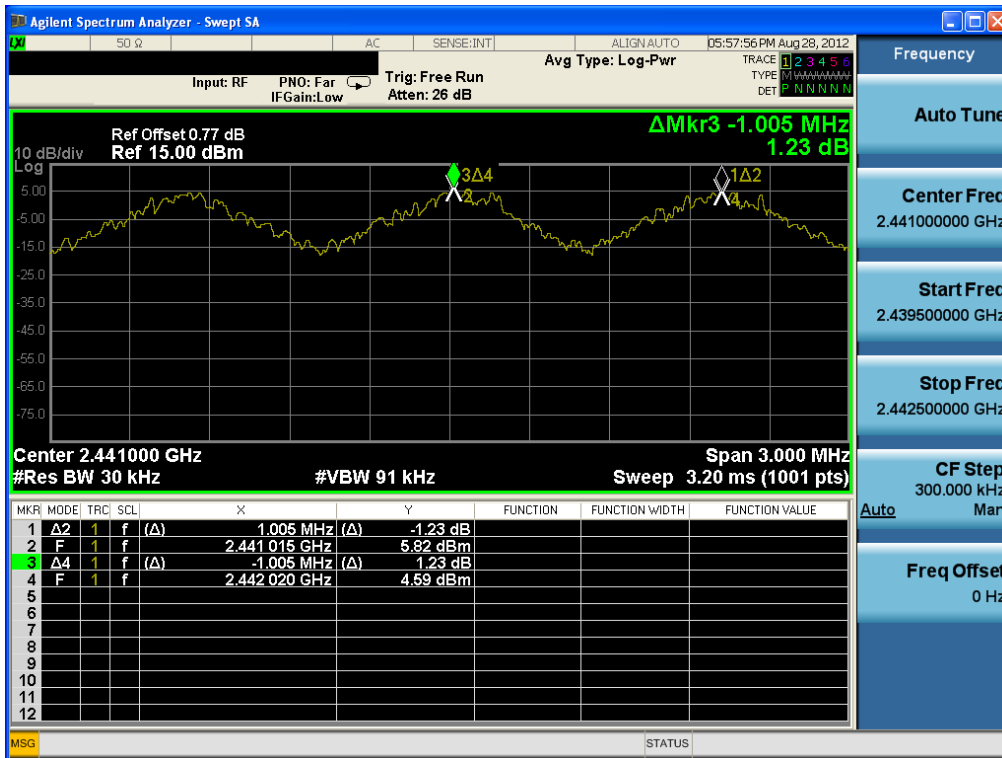 Agilent Spectrum Analyzer - Swept SA
LXI 50 Ω AC SENSE:INT ALIGN AUTO 05:57:56 PM Aug 28, 2012
Frequency
Avg Type: Log-Pwr
TRACE 1 2 3 4 5 6
Input: RF PNO: Far Trig: Free Run
TYPE M
IFGain:Low Atten: 26 dB
DET P N N N N N
Auto Tune
ΔMkr3 -1.005 MHz
Ref Offset 0.77 dB
10 dB/div Ref 15.00 dBm 1.23 dB
Log
3Δ4
1Δ2
2
4
5.00
-5.00
-15.0
-25.0
-35.0
-45.0
-55.0
-65.0
-75.0
Center Freq
2.441000000 GHz
Start Freq
2.439500000 GHz
Stop Freq
2.442500000 GHz
Center 2.441000 GHz Span 3.000 MHz
#Res BW 30 kHz #VBW 91 kHz Sweep 3.20 ms (1001 pts)
CF Step
300.000 kHz
Auto Man
Freq Offset
0 Hz
MKR MODE TRC SCL X Y FUNCTION FUNCTION WIDTH FUNCTION VALUE
1 Δ2 1 f (Δ) 1.005 MHz (Δ) -1.23 dB
2 F 1 f 2.441 015 GHz 5.82 dBm
3 Δ4 1 f (Δ) -1.005 MHz (Δ) 1.23 dB
4 F 1 f 2.442 020 GHz 4.59 dBm
5
6
7
8
9
10
11
12
MSG STATUS